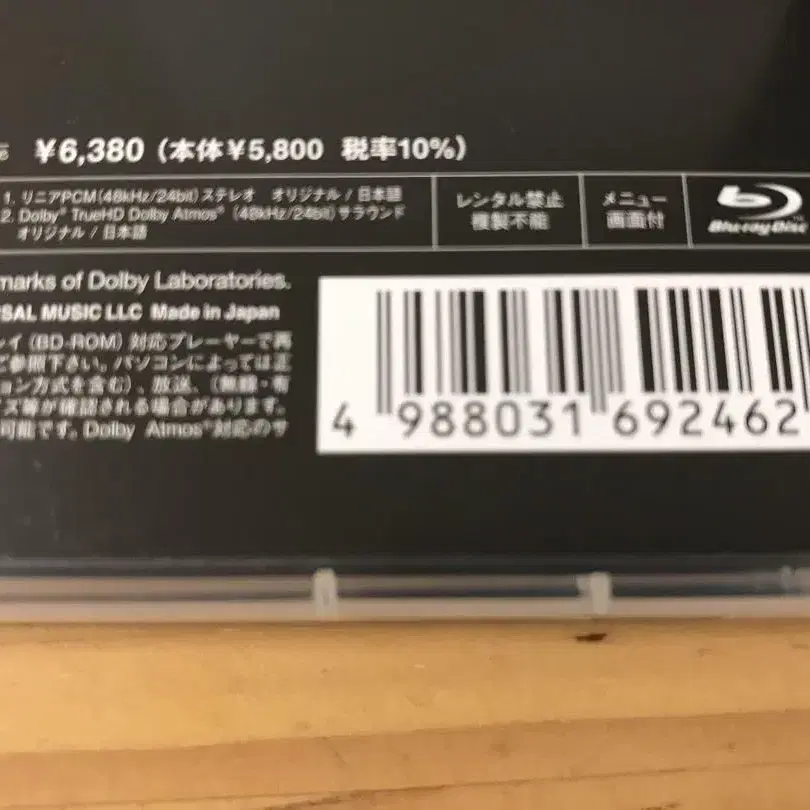 ¥6,380 (本体¥5,800 税率10%)
1. リニアPCM(48kHz/24bit)ステレオ オリジナル / 日本語
2. Dolby® TrueHD Dolby Atmos® (48kHz/24bit)サラウンド
オリジナル / 日本語
レンタル禁止
複製不能
メニュー
画面付
Blu-ray Disc
marks of Dolby Laboratories.
SAL MUSIC LLC Made in Japan
レイ(BD-ROM)対応プレーヤーで再
ご参照下さい。パソコンによっては正
ョン方式を含む)、放送、(無線・有
ズ等が確認される場合があります。
可能です。Dolby Atmos®対応のサ
4 988031 692462